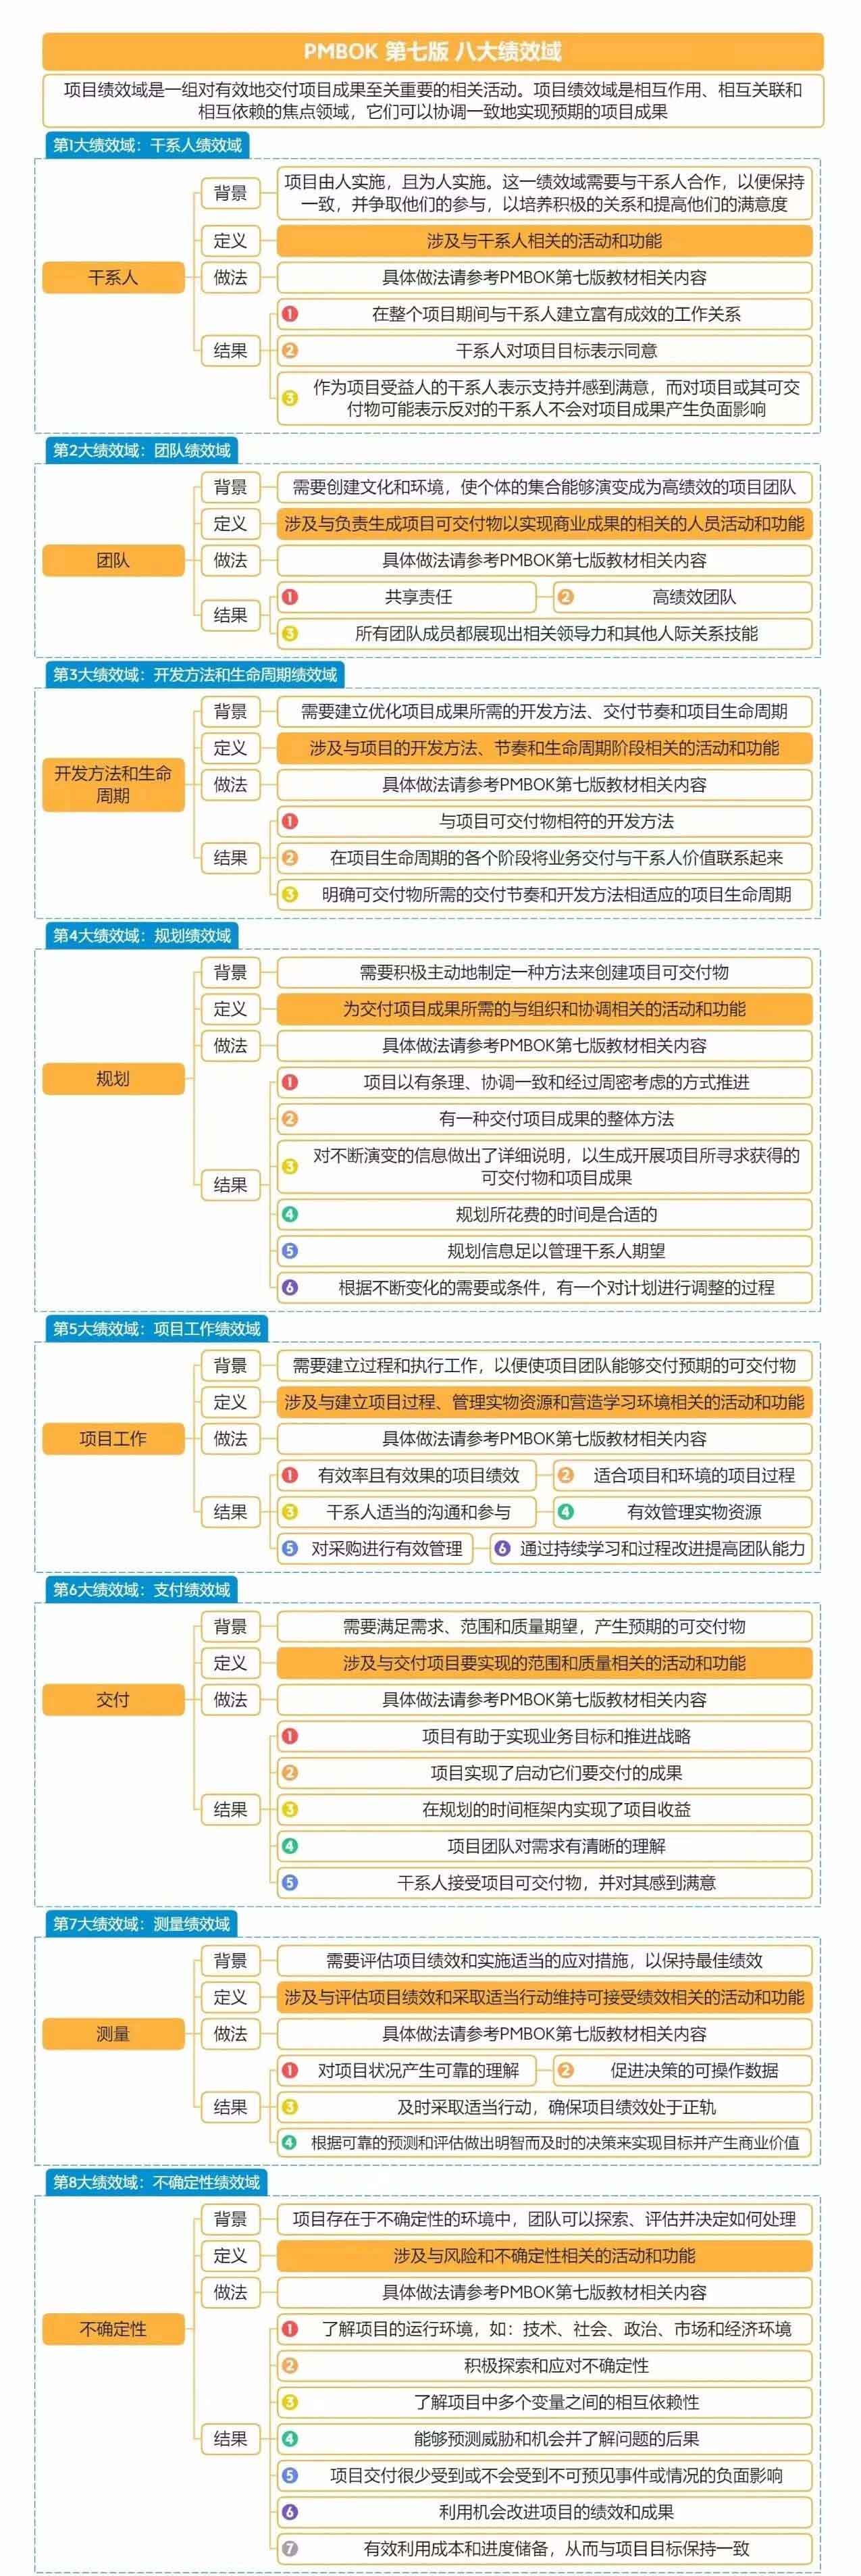 PMBOK 第七版 八大绩效域
项目绩效域是一组对有效地交付项目成果至关重要的相关活动。项目绩效域是相互作用、相互关联和
相互依赖的焦点领域，它们可以协调一致地实现预期的项目成果
第1大绩效域：干系人绩效域
干系人
背景
项目由人实施，且为人实施。这一绩效域需要与干系人合作，以便保持
一致，并争取他们的参与，以培养积极的关系和提高他们的满意度
定义
涉及与干系人相关的活动和功能
做法
具体做法请参考PMBOK第七版教材相关内容
结果
1 在整个项目期间与干系人建立富有成效的工作关系
2 干系人对项目目标表示同意
3 作为项目受益人的干系人表示支持并感到满意，而对项目或其可交
付物可能表示反对的干系人不会对项目成果产生负面影响
第2大绩效域：团队绩效域
团队
背景
需要创建文化和环境，使个体的集合能够演变成为高绩效的项目团队
定义
涉及与负责生成项目可交付物以实现商业成果的相关的人员活动和功能
做法
具体做法请参考PMBOK第七版教材相关内容
结果
1 共享责任
2 高绩效团队
3 所有团队成员都展现出相关领导力和其他人际关系技能
第3大绩效域：开发方法和生命周期绩效域
开发方法和生命
周期
背景
需要建立优化项目成果所需的开发方法、交付节奏和项目生命周期
定义
涉及与项目的开发方法、节奏和生命周期阶段相关的活动和功能
做法
具体做法请参考PMBOK第七版教材相关内容
结果
1 与项目可交付物相符的开发方法
2 在项目生命周期的各个阶段将业务交付与干系人价值联系起来
3 明确可交付物所需的交付节奏和开发方法相适应的项目生命周期
第4大绩效域：规划绩效域
规划
背景
需要积极主动地制定一种方法来创建项目可交付物
定义
为交付项目成果所需的与组织和协调相关的活动和功能
做法
具体做法请参考PMBOK第七版教材相关内容
结果
1 项目以有条理、协调一致和经过周密考虑的方式推进
2 有一种交付项目成果的整体方法
3 对不断演变的信息做出了详细说明，以生成开展项目所寻求获得的
可交付物和项目成果
4 规划所花费的时间是合适的
5 规划信息足以管理干系人期望
6 根据不断变化的需要或条件，有一个对计划进行调整的过程
第5大绩效域：项目工作绩效域
项目工作
背景
需要建立过程和执行工作，以便使项目团队能够交付预期的可交付物
定义
涉及与建立项目过程、管理实物资源和营造学习环境相关的活动和功能
做法
具体做法请参考PMBOK第七版教材相关内容
结果
1 有效率且有效果的项目绩效
2 适合项目和环境的项目过程
3 干系人适当的沟通和参与
4 有效管理实物资源
5 对采购进行有效管理
6 通过持续学习和过程改进提高团队能力
第6大绩效域：支付绩效域
交付
背景
需要满足需求、范围和质量期望，产生预期的可交付物
定义
涉及与交付项目要实现的范围和质量相关的活动和功能
做法
具体做法请参考PMBOK第七版教材相关内容
结果
1 项目有助于实现业务目标和推进战略
2 项目实现了启动它们要交付的成果
3 在规划的时间框架内实现了项目收益
4 项目团队对需求有清晰的理解
5 干系人接受项目可交付物，并对其感到满意
第7大绩效域：测量绩效域
测量
背景
需要评估项目绩效和实施适当的应对措施，以保持最佳绩效
定义
涉及与评估项目绩效和采取适当行动维持可接受绩效相关的活动和功能
做法
具体做法请参考PMBOK第七版教材相关内容
结果
1 对项目状况产生可靠的理解
2 促进决策的可操作数据
3 及时采取适当行动，确保项目绩效处于正轨
4 根据可靠的预测和评估做出明智而及时的决策来实现目标并产生商业价值
第8大绩效域：不确定性绩效域
不确定性
背景
项目存在于不确定性的环境中，团队可以探索、评估并决定如何处理
定义
涉及与风险和不确定性相关的活动和功能
做法
具体做法请参考PMBOK第七版教材相关内容
结果
1 了解项目的运行环境，如：技术、社会、政治、市场和经济环境
2 积极探索和应对不确定性
3 了解项目中多个变量之间的相互依赖性
4 能够预测威胁和机会并了解问题的后果
5 项目交付很少受到或不会受到不可预见事件或情况的负面影响
6 利用机会改进项目的绩效和成果
7 有效利用成本和进度储备，从而与项目目标保持一致